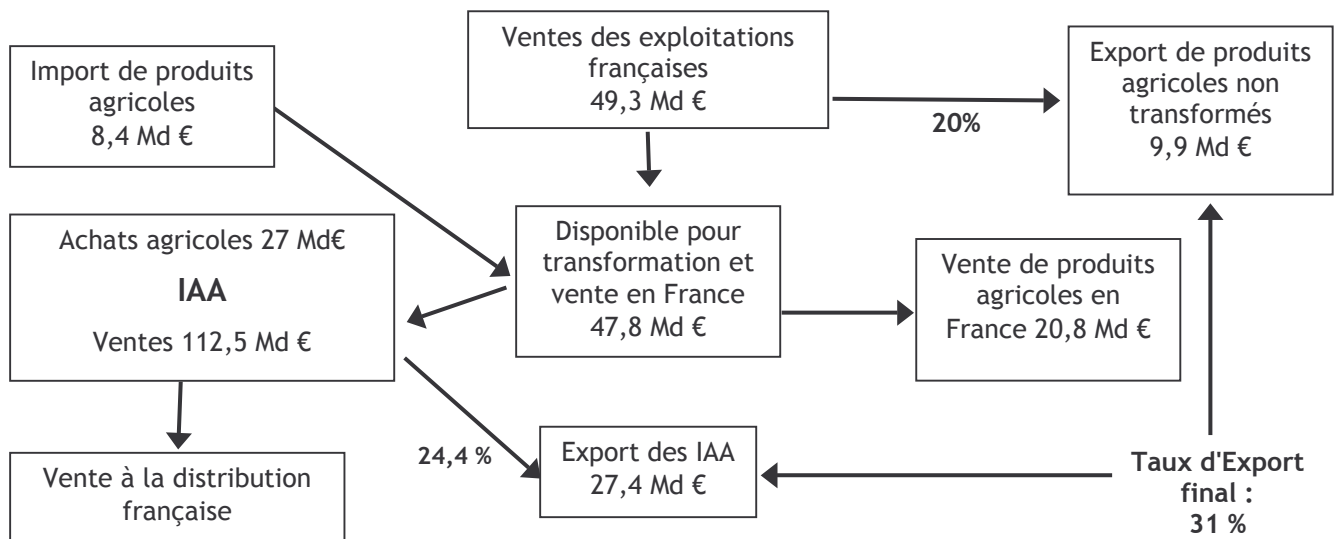 Import de produits
agricoles
8,4 Md €
Ventes des exploitations
françaises
49,3 Md €
20%
Export de produits
agricoles non
transformés
9,9 Md €
Achats agricoles 27 Md€
IAA
Ventes 112,5 Md €
Disponible pour
transformation et
vente en France
47,8 Md €
Vente de produits
agricoles en
France 20,8 Md €
Vente à la distribution
française
24,4 %
Export des IAA
27,4 Md €
Taux d'Export
final :
31 %